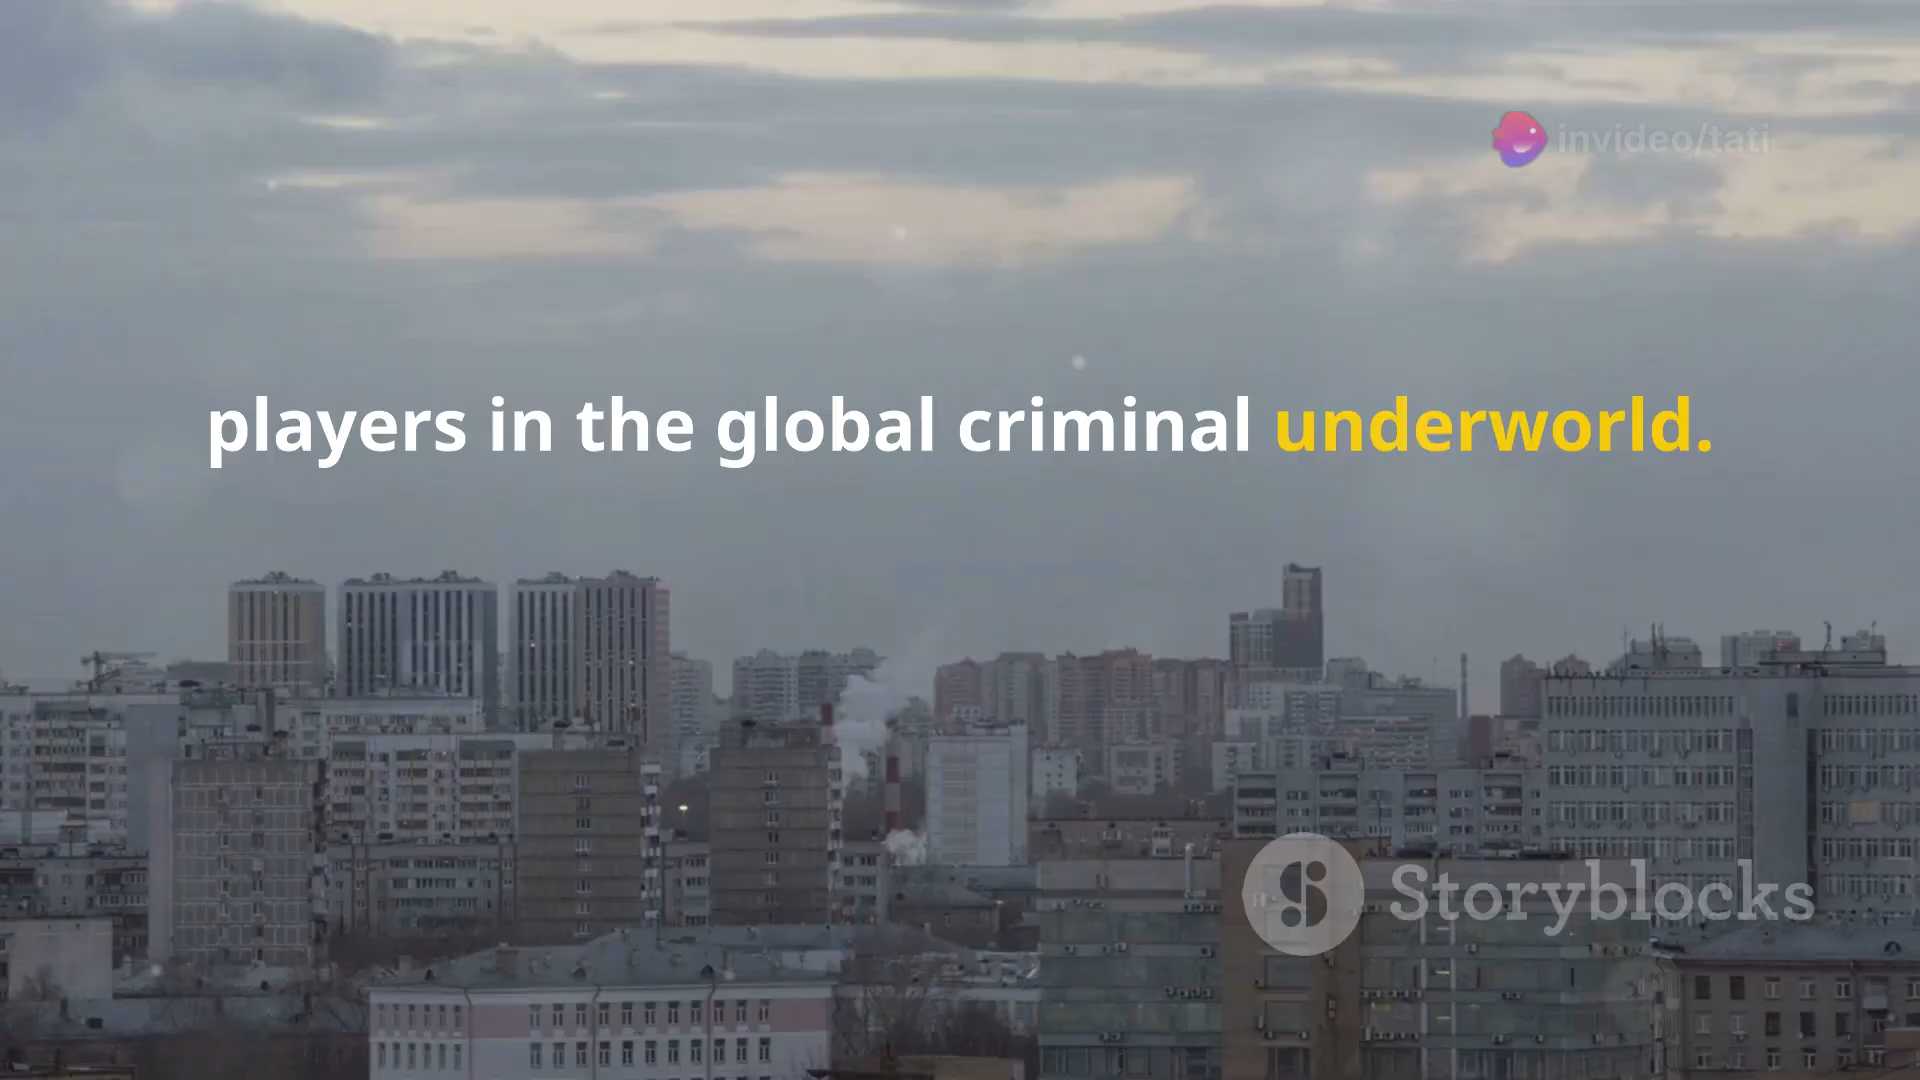 invideo/tati
players in the global criminal underworld.
Storyblocks